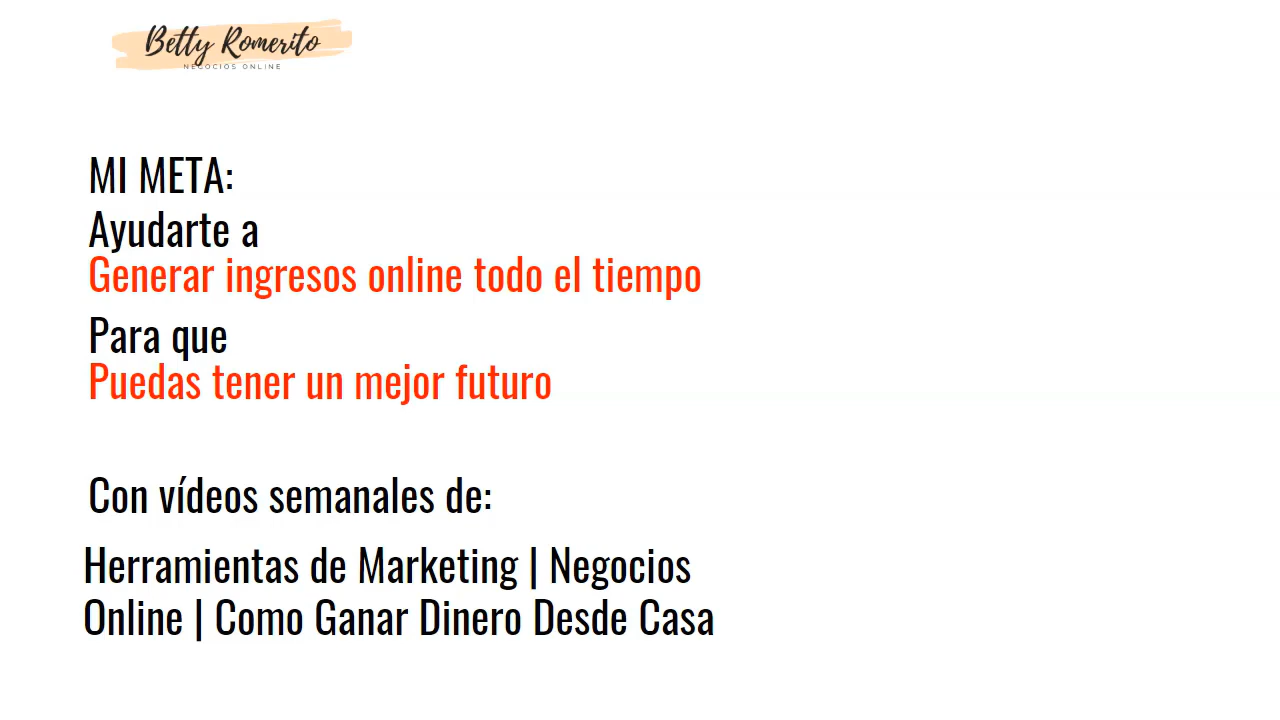 Betty Romerito
NEGOCIOS ONLINE
MI META:
Ayudarte a
Generar ingresos online todo el tiempo
Para que
Puedas tener un mejor futuro
Con vídeos semanales de:
Herramientas de Marketing | Negocios
Online | Como Ganar Dinero Desde Casa